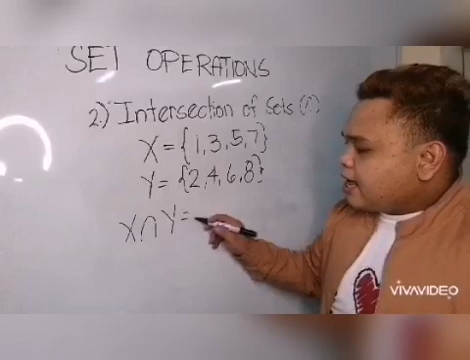 SET OPERATIONS
2.) Intersection of Sets (∩)
X = {1,3,5,7}
Y = {2,4,6,8}
X ∩ Y =
VIVAVIDEO